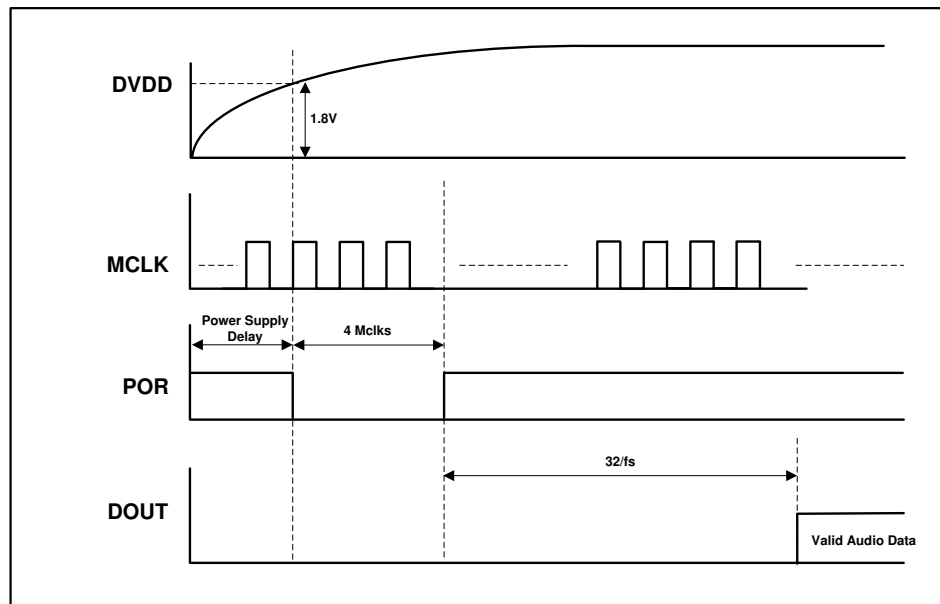 DVDD
1.8V
MCLK
Power Supply
Delay
4 Mclks
POR
32/fs
DOUT
Valid Audio Data